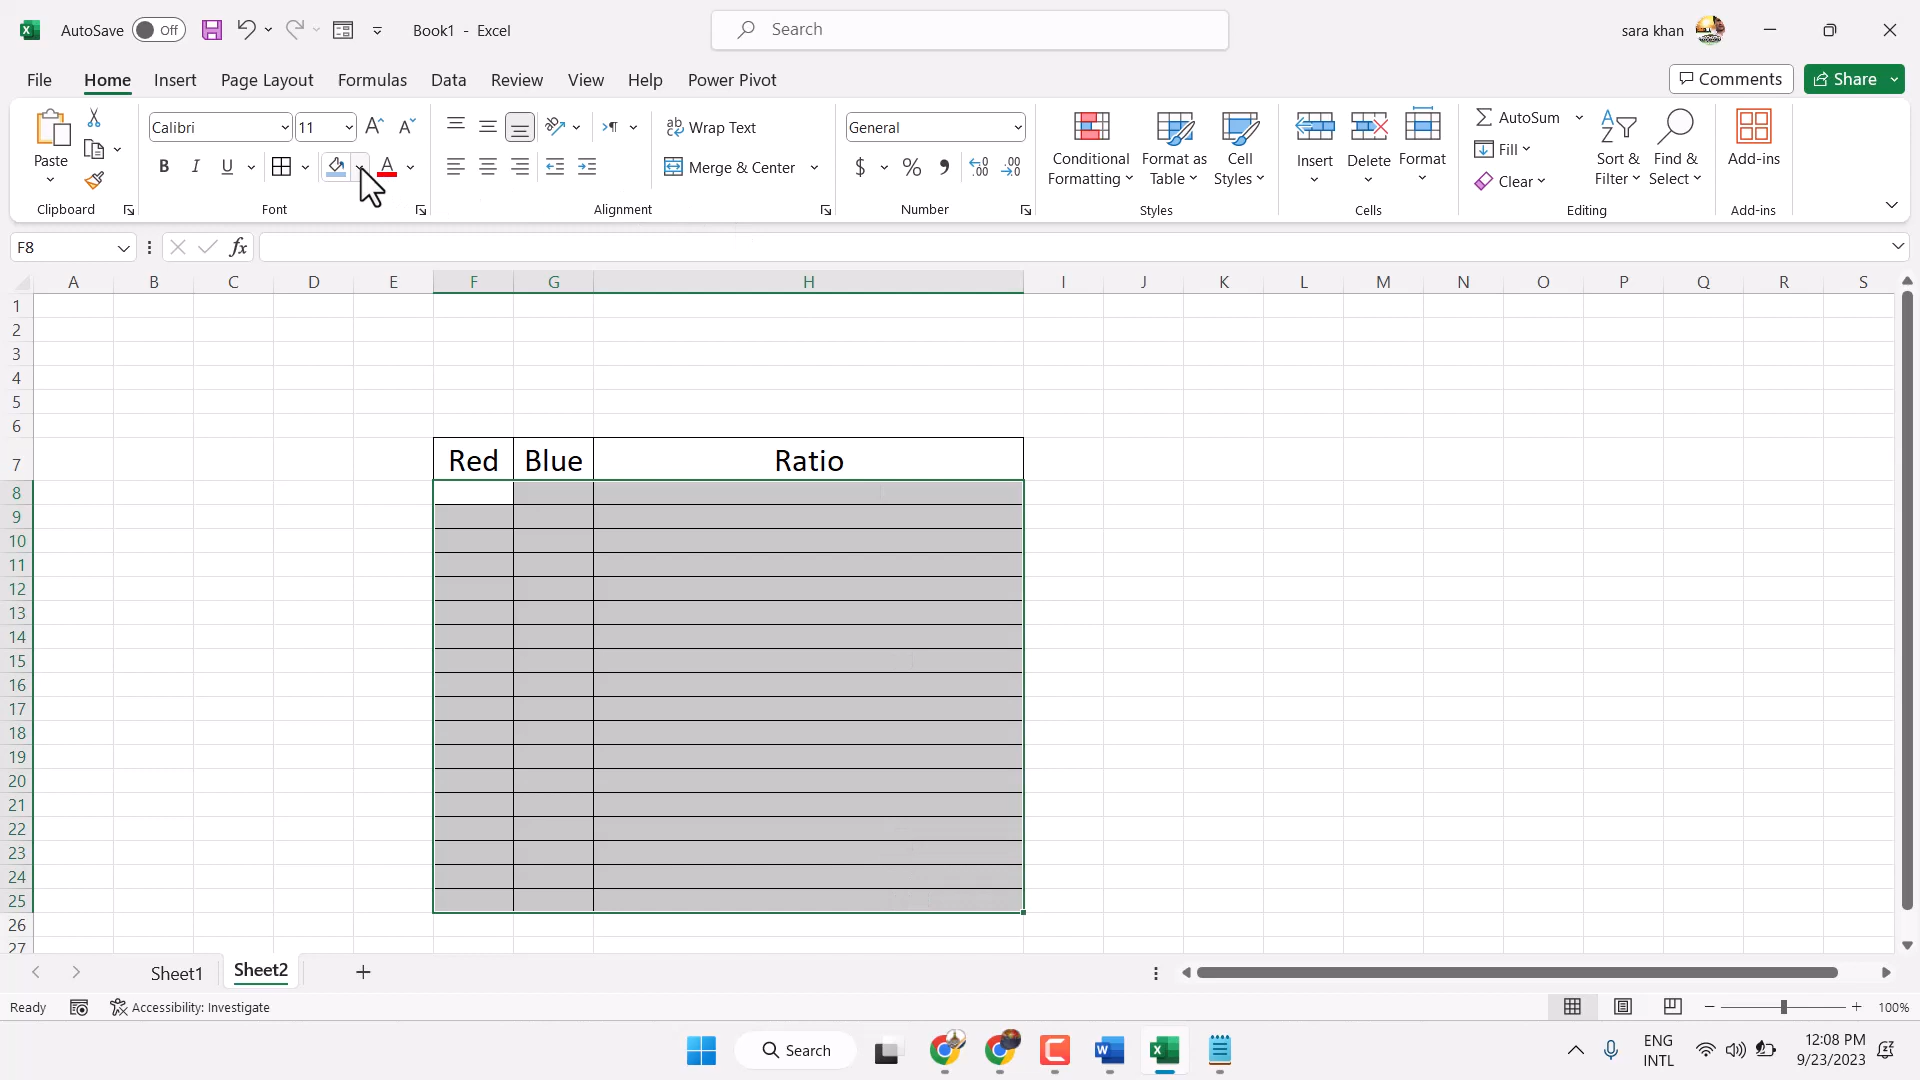 AutoSave Off Book1 - Excel Search sara khan
File Home Insert Page Layout Formulas Data Review View Help Power Pivot Comments Share
Paste Calibri 11 Wrap Text General Conditional Formatting Format as Table Cell Styles Insert Delete Format AutoSum Sort & Filter Find & Select Add-ins
B I U A Merge & Center $ % Fill
Clear
Clipboard Font Alignment Number Styles Cells Editing Add-ins
F8 fx
A B C D E F G H I J K L M N O P Q R S
1
2
3
4
5
6
7 Red Blue Ratio
8
9
10
11
12
13
14
15
16
17
18
19
20
21
22
23
24
25
26
27
Sheet1 Sheet2 +
Ready Accessibility: Investigate 100%
Search ENG 12:08 PM
INTL 9/23/2023